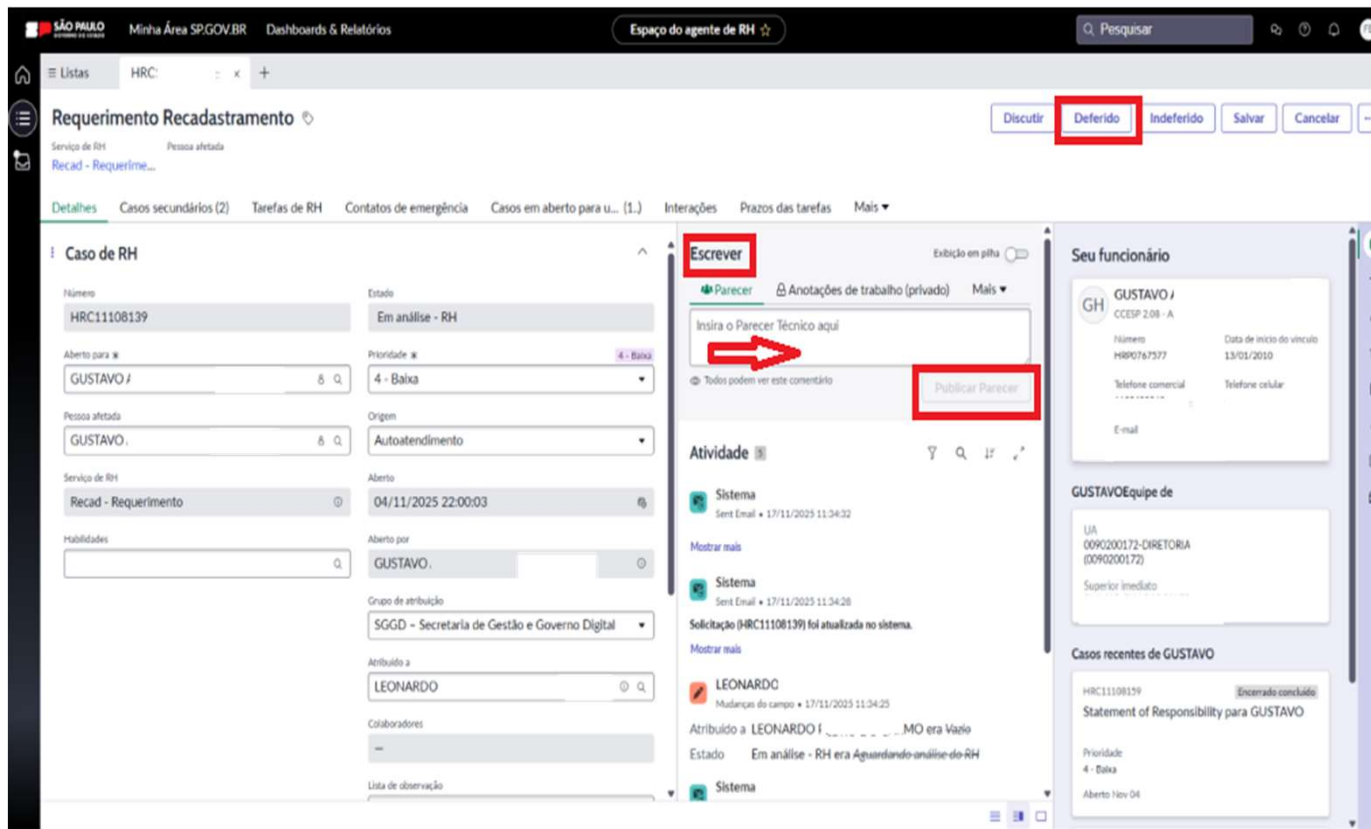 SÃO PAULO
GOVERNO DO ESTADO
Minha Área SP.GOV.BR
Dashboards & Relatórios
Espaço do agente de RH ☆
Pesquisar
Listas
HRC
Requerimento Recadastramento
Discutir
Deferido
Indeferido
Salvar
Cancelar
Serviço de RH
Pessoa afetada
Recad - Requerime...
Detalhes
Casos secundários (2)
Tarefas de RH
Contatos de emergência
Casos em aberto para u... (1..)
Interações
Prazos das tarefas
Mais
Caso de RH
Número
HRC11108139
Estado
Em análise - RH
Aberto para
GUSTAVO
Prioridade
4 - Baixa
4 - Baixa
Pessoa afetada
GUSTAVO
Origem
Autoatendimento
Serviço de RH
Recad - Requerimento
Aberto
04/11/2025 22:00:03
Habilidades
Aberto por
GUSTAVO
Grupo de atribuição
SGGD – Secretaria de Gestão e Governo Digital
Atribuído a
LEONARDO
Colaboradores
—
Lista de observação
Escrever
Exibição em pilha
Parecer
Anotações de trabalho (privado)
Mais
Insira o Parecer Técnico aqui
Todos podem ver este comentário
Publicar Parecer
Atividade 5
Sistema
Sent Email • 17/11/2025 11:34:32
Mostrar mais
Sistema
Sent Email • 17/11/2025 11:34:28
Solicitação (HRC11108139) foi atualizada no sistema.
Mostrar mais
LEONARDO
Mudanças do campo • 17/11/2025 11:34:25
Atribuído a LEONARDO MO era Vazio
Estado Em análise - RH era Aguardando análise do RH
Sistema
Seu funcionário
GH
GUSTAVO
CCESP 2.08 - A
Número
HRP0767577
Data de início do vínculo
13/01/2010
Telefone comercial
Telefone celular
E-mail
GUSTAVOEquipe de
UA
0090200172-DIRETORIA
(0090200172)
Superior imediato
Casos recentes de GUSTAVO
HRC11108159
Encerrado concluído
Statement of Responsibility para GUSTAVO
Prioridade
4 - Baixa
Aberto Nov 04